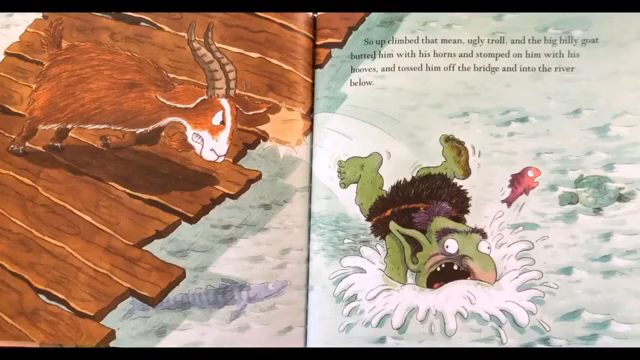 So up climbed that mean, ugly troll, and the big billy goat
butted him with his horns and stomped on him with his
hooves, and tossed him off the bridge and into the river
below.